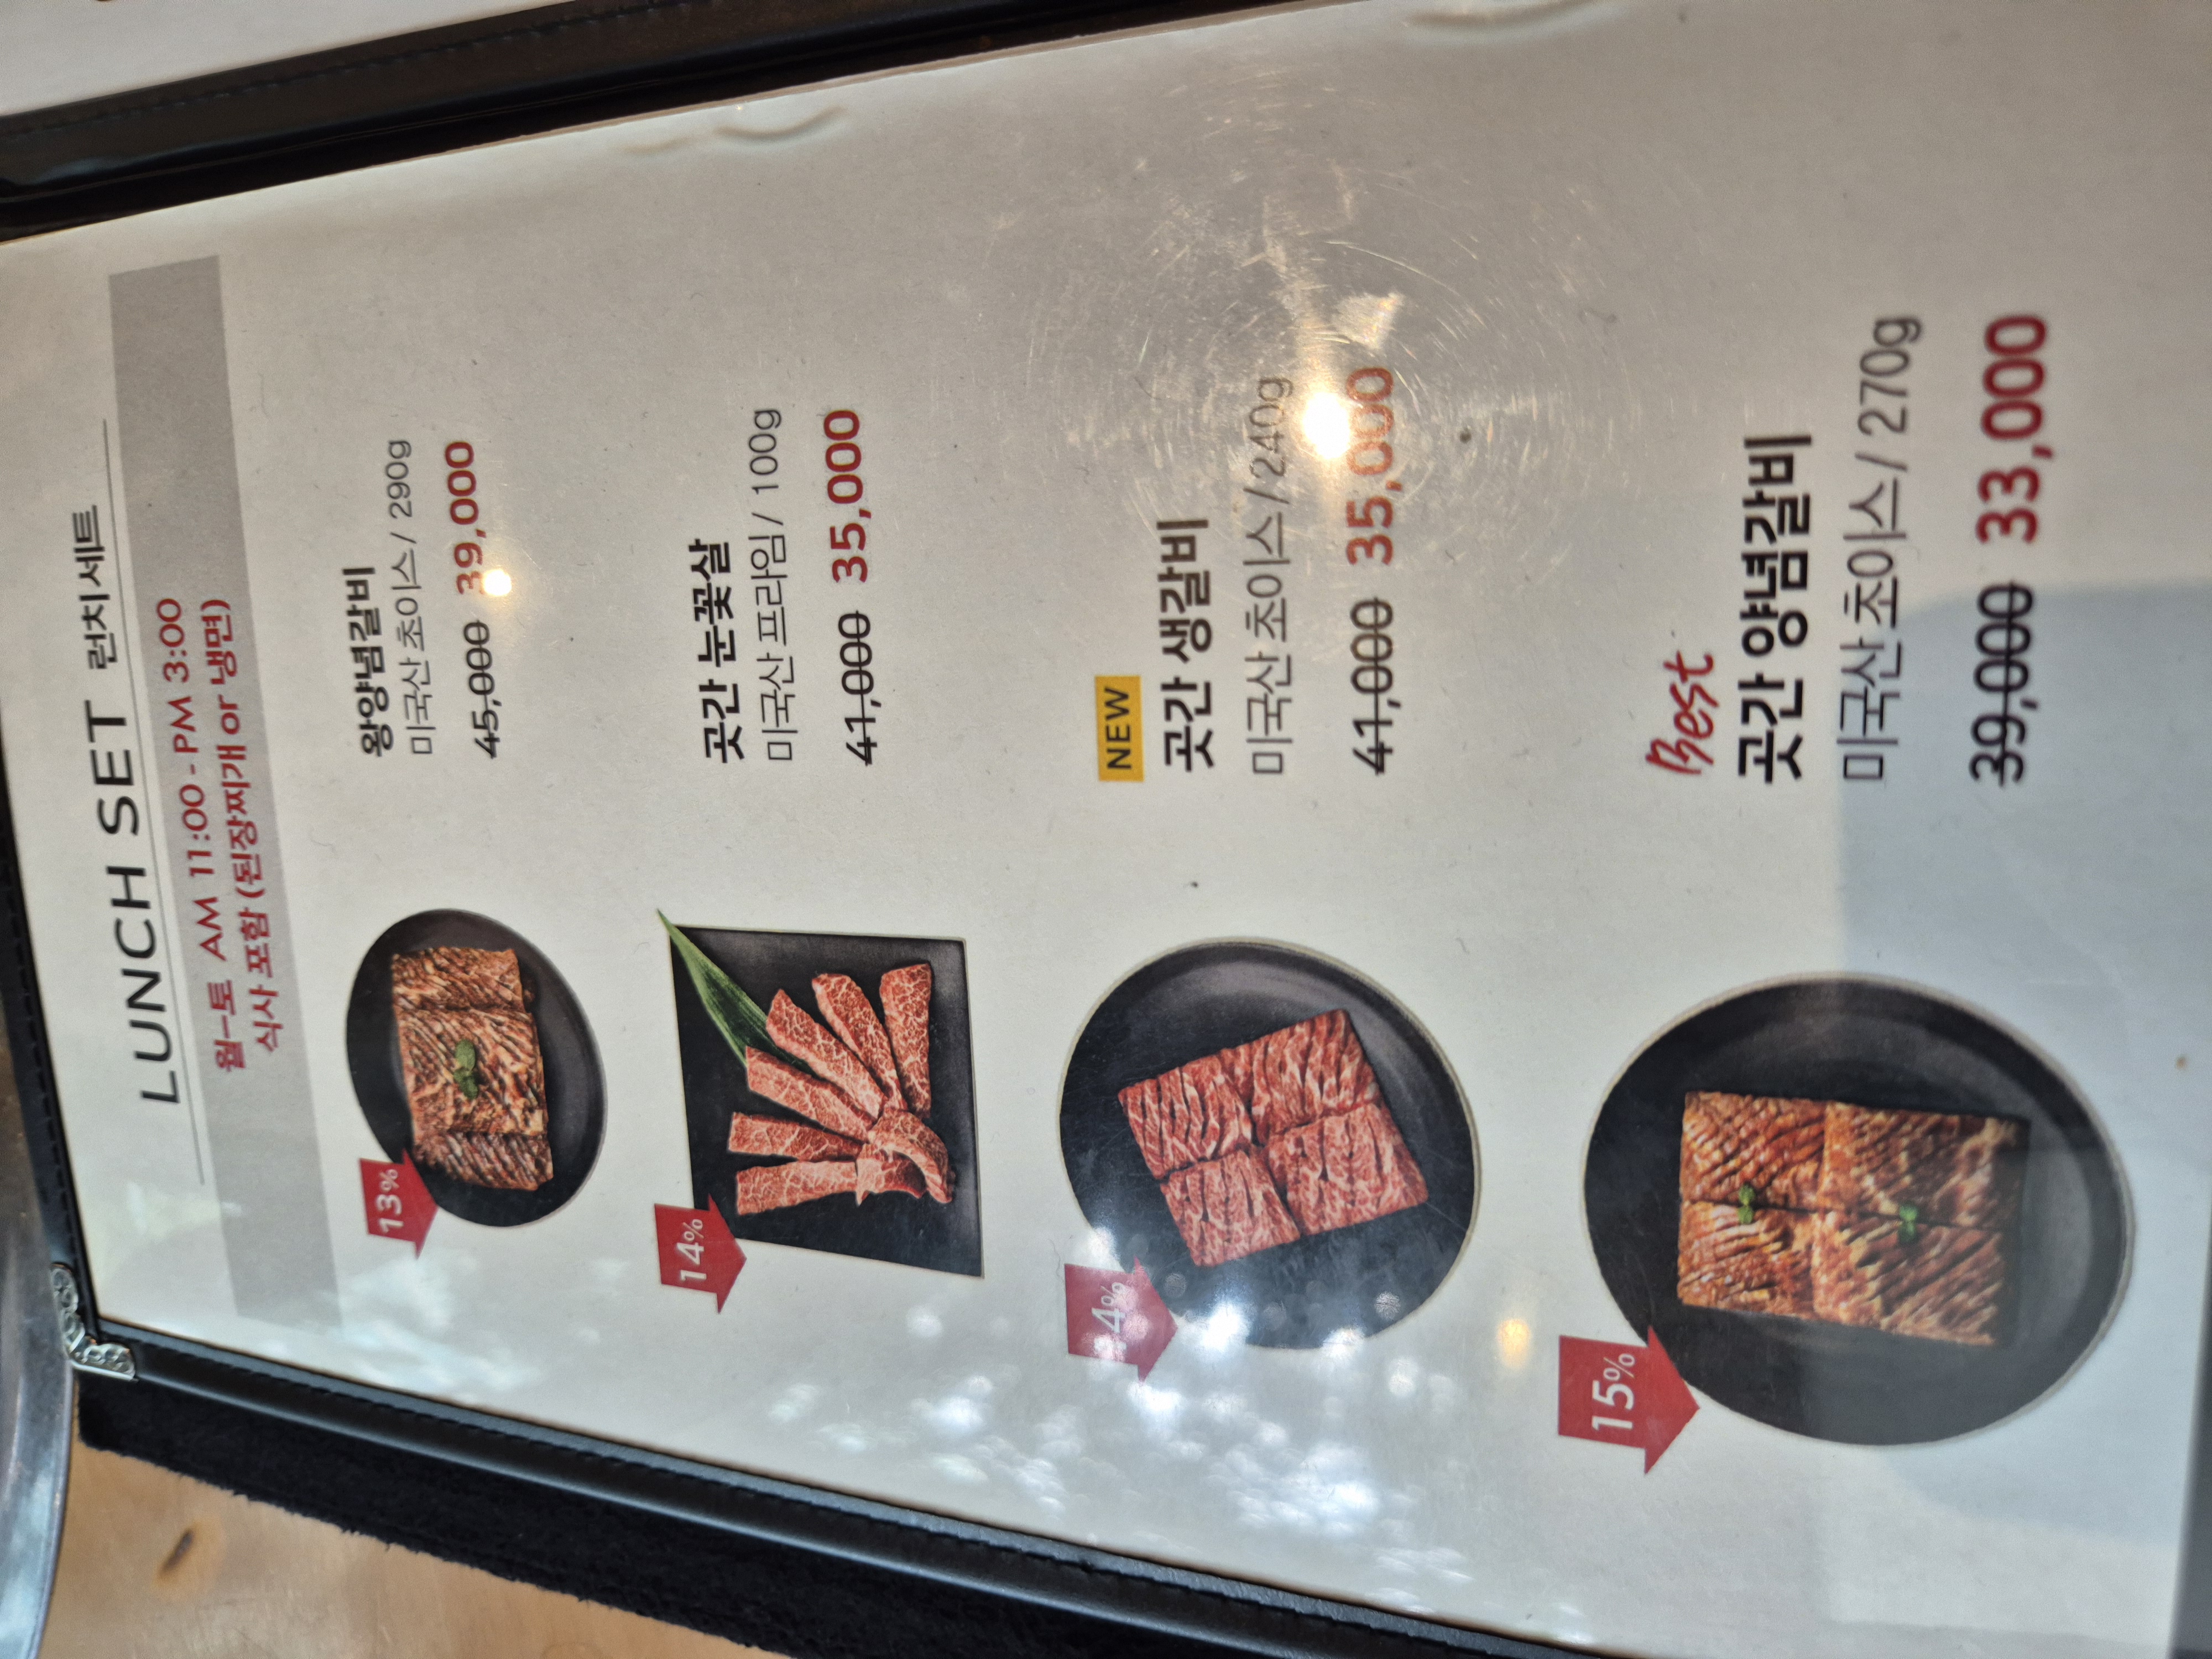 LUNCH SET 런치세트
월-토 AM 11:00 - PM 3:00
식사 포함 (된장찌개 or 냉면)
13%
왕양념갈비
미국산 초이스 / 290g
45,000 39,000
14%
곳간 눈꽃살
미국산 프라임 / 100g
41,000 35,000
4%
NEW
곳간 생갈비
미국산 초이스 / 240g
41,000 35,000
15%
Best
곳간 양념갈비
미국산 초이스 / 270g
39,000 33,000